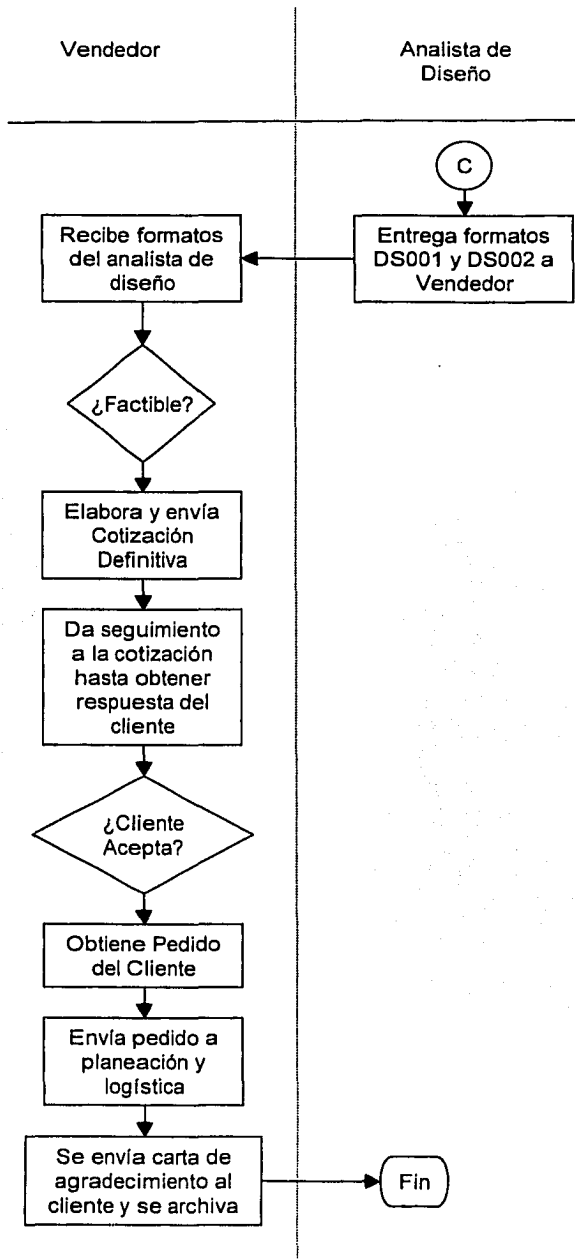 Vendedor
Analista de
Diseño
C
Entrega formatos
DS001 y DS002 a
Vendedor
Recibe formatos
del analista de
diseño
¿Factible?
Elabora y envía
Cotización
Definitiva
Da seguimiento
a la cotización
hasta obtener
respuesta del
cliente
¿Cliente
Acepta?
Obtiene Pedido
del Cliente
Envía pedido a
planeación y
logística
Se envía carta de
agradecimiento al
cliente y se archiva
Fin